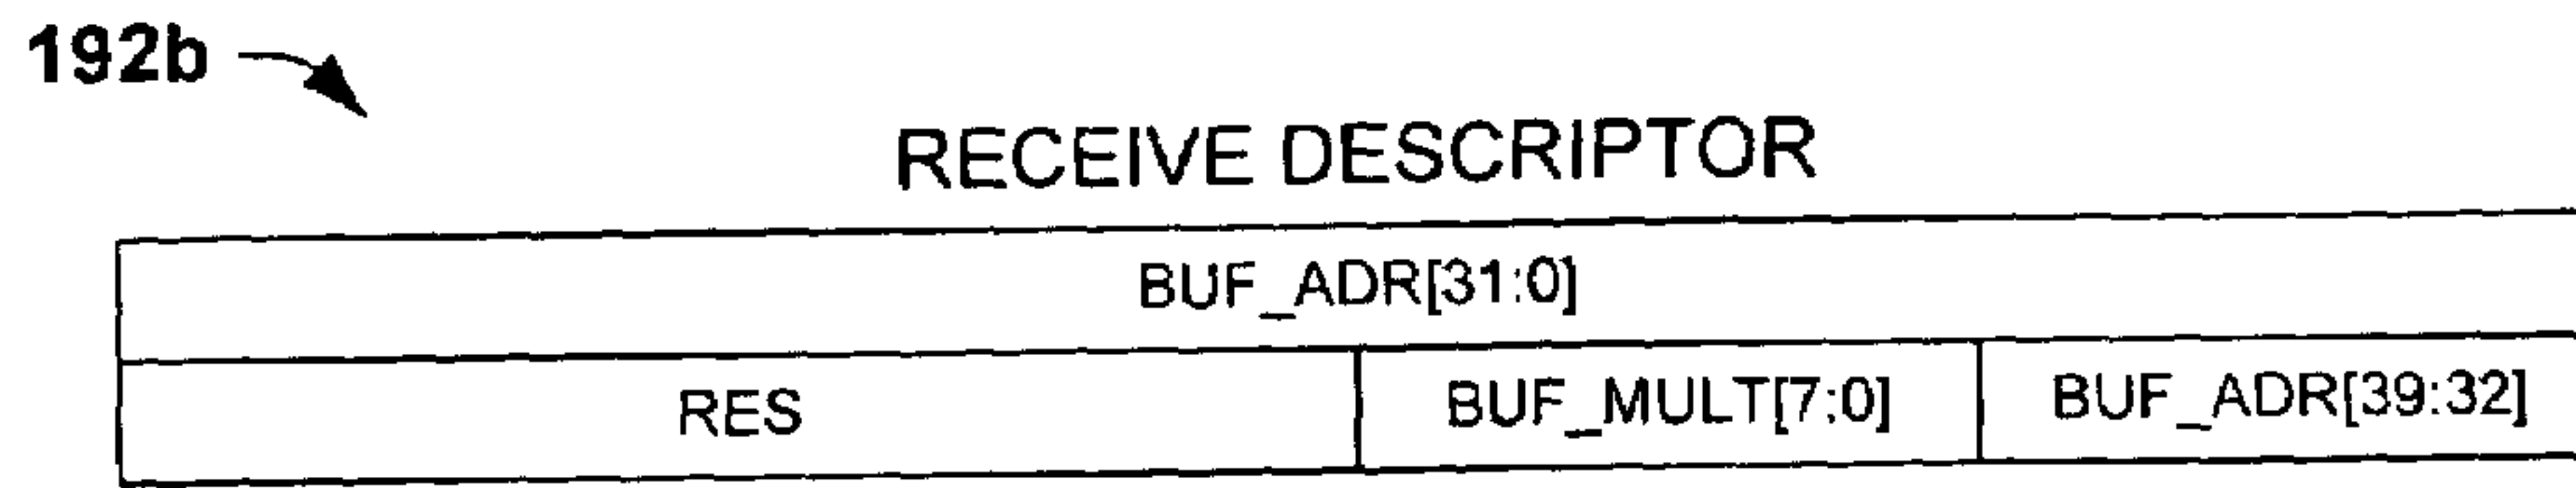 192b
RECEIVE DESCRIPTOR
BUF_ADR[31:0]
RES BUF_MULT[7:0] BUF_ADR[39:32]